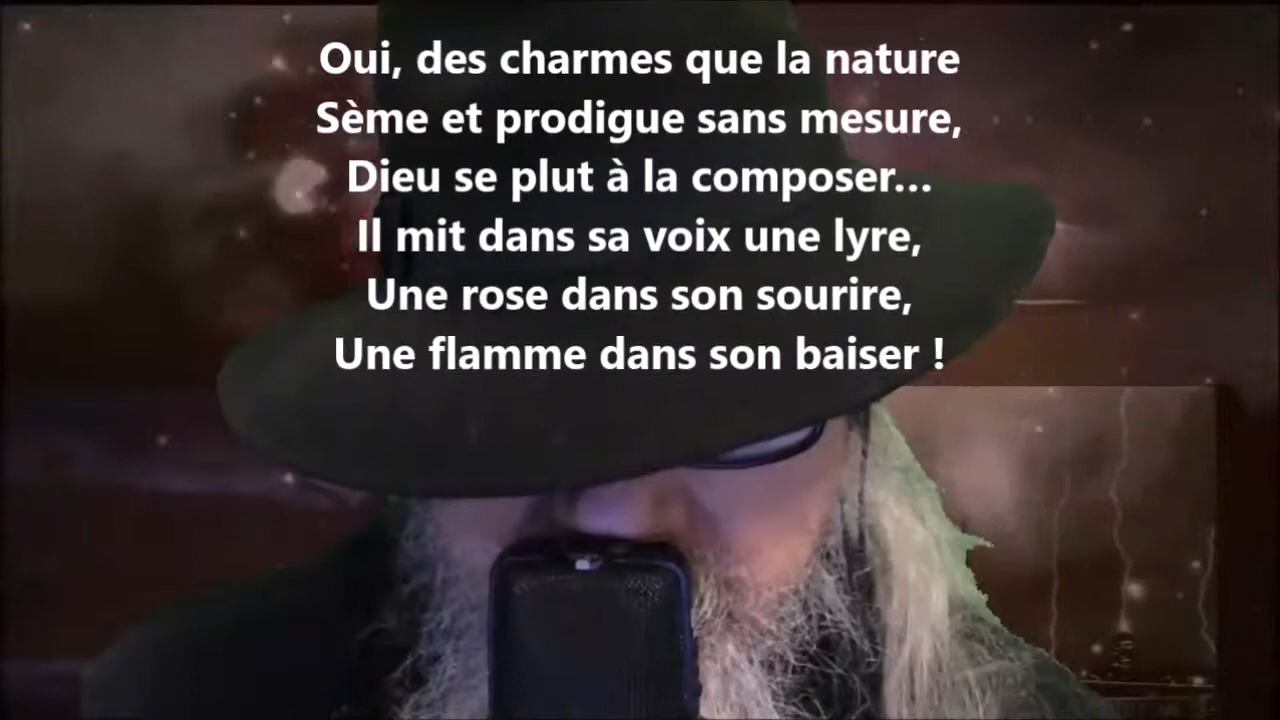 Oui, des charmes que la nature
Sème et prodigue sans mesure,
Dieu se plut à la composer...
Il mit dans sa voix une lyre,
Une rose dans son sourire,
Une flamme dans son baiser !